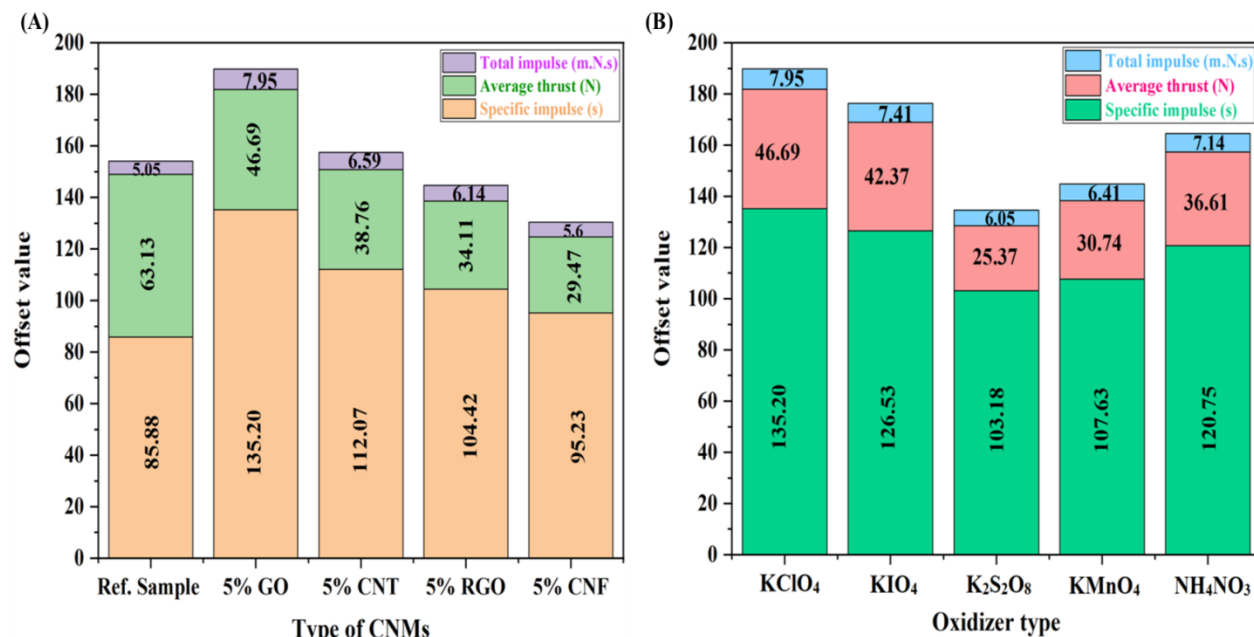 (A)
200
180
160
140
120
100
80
60
40
20
0
Offset value
Total impulse (m.N.s)
Average thrust (N)
Specific impulse (s)
5.05
63.13
85.88
7.95
46.69
135.20
6.59
38.76
112.07
6.14
34.11
104.42
5.6
29.47
95.23
Ref. Sample
5% GO
5% CNT
5% RGO
5% CNF
Type of CNMs
(B)
200
180
160
140
120
100
80
60
40
20
0
Offset value
Total impulse (m.N.s)
Average thrust (N)
Specific impulse (s)
7.95
46.69
135.20
7.41
42.37
126.53
6.05
25.37
103.18
6.41
30.74
107.63
7.14
36.61
120.75
KClO₄
KIO₄
K₂S₂O₈
KMnO₄
NH₄NO₃
Oxidizer type